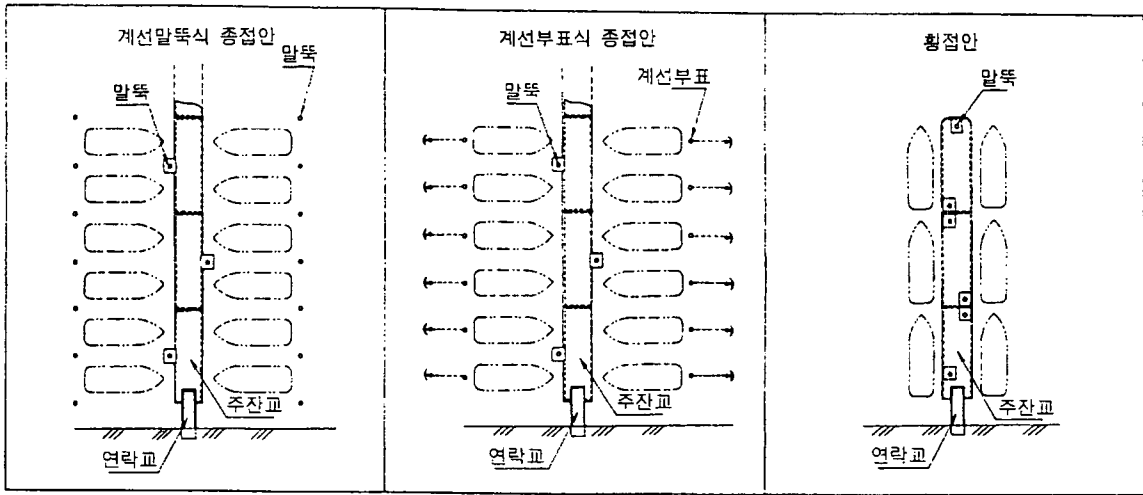 계선말뚝식 종접안
말뚝
말뚝
주잔교
연락교
계선부표식 종접안
계선부표
말뚝
주잔교
연락교
횡접안
말뚝
주잔교
연락교